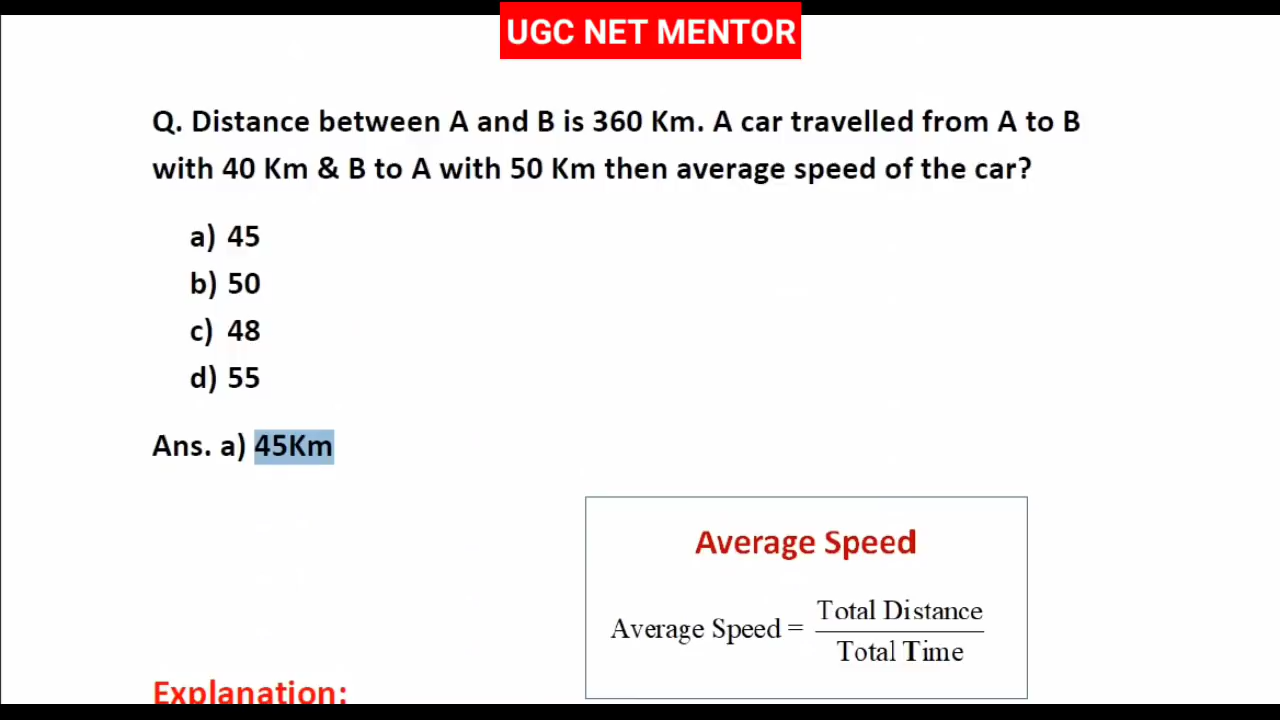 UGC NET MENTOR
Q. Distance between A and B is 360 Km. A car travelled from A to B
with 40 Km & B to A with 50 Km then average speed of the car?
a) 45
b) 50
c) 48
d) 55
Ans. a) 45Km
Average Speed
Average Speed = Total Distance
Total Time
Explanation: